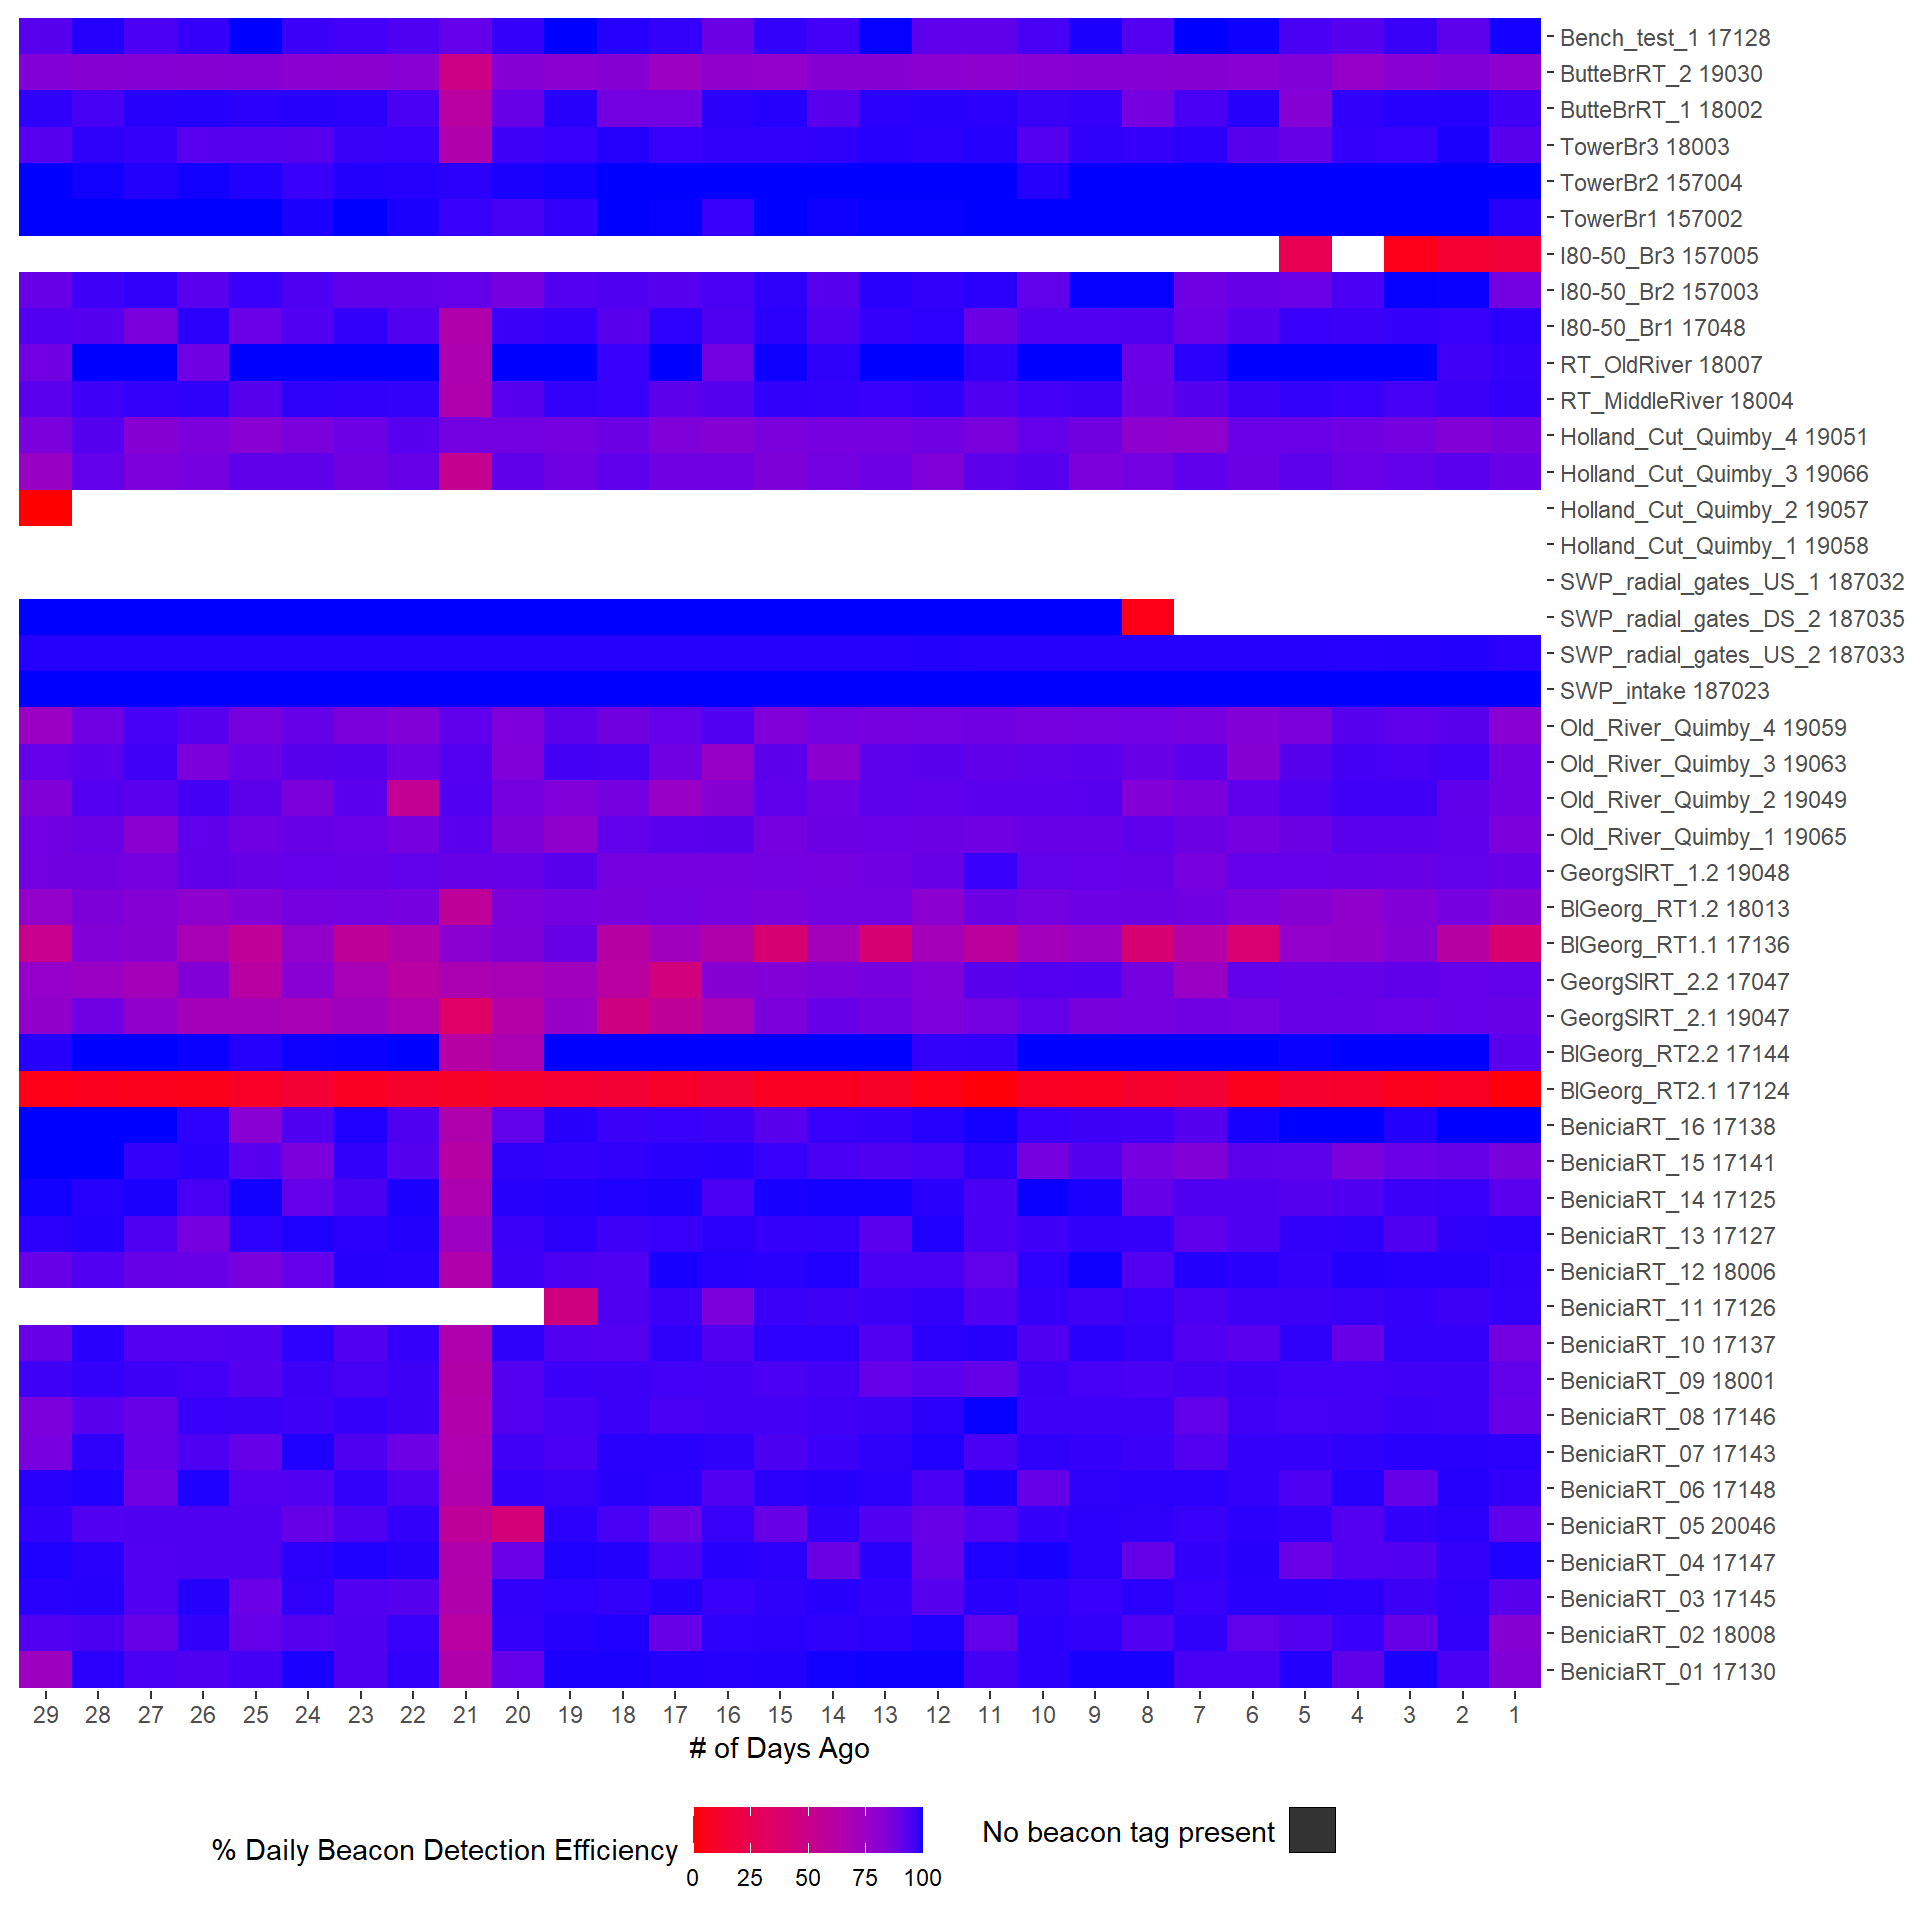 Bench_test_1 17128
ButteBrRT_2 19030
ButteBrRT_1 18002
TowerBr3 18003
TowerBr2 157004
TowerBr1 157002
I80-50_Br3 157005
I80-50_Br2 157003
I80-50_Br1 17048
RT_OldRiver 18007
RT_MiddleRiver 18004
Holland_Cut_Quimby_4 19051
Holland_Cut_Quimby_3 19066
Holland_Cut_Quimby_2 19057
Holland_Cut_Quimby_1 19058
SWP_radial_gates_US_1 187032
SWP_radial_gates_DS_2 187035
SWP_radial_gates_US_2 187033
SWP_intake 187023
Old_River_Quimby_4 19059
Old_River_Quimby_3 19063
Old_River_Quimby_2 19049
Old_River_Quimby_1 19065
GeorgSlRT_1.2 19048
BlGeorg_RT1.2 18013
BlGeorg_RT1.1 17136
GeorgSlRT_2.2 17047
GeorgSlRT_2.1 19047
BlGeorg_RT2.2 17144
BlGeorg_RT2.1 17124
BeniciaRT_16 17138
BeniciaRT_15 17141
BeniciaRT_14 17125
BeniciaRT_13 17127
BeniciaRT_12 18006
BeniciaRT_11 17126
BeniciaRT_10 17137
BeniciaRT_09 18001
BeniciaRT_08 17146
BeniciaRT_07 17143
BeniciaRT_06 17148
BeniciaRT_05 20046
BeniciaRT_04 17147
BeniciaRT_03 17145
BeniciaRT_02 18008
BeniciaRT_01 17130
29 28 27 26 25 24 23 22 21 20 19 18 17 16 15 14 13 12 11 10 9 8 7 6 5 4 3 2 1
# of Days Ago
% Daily Beacon Detection Efficiency
0 25 50 75 100
No beacon tag present